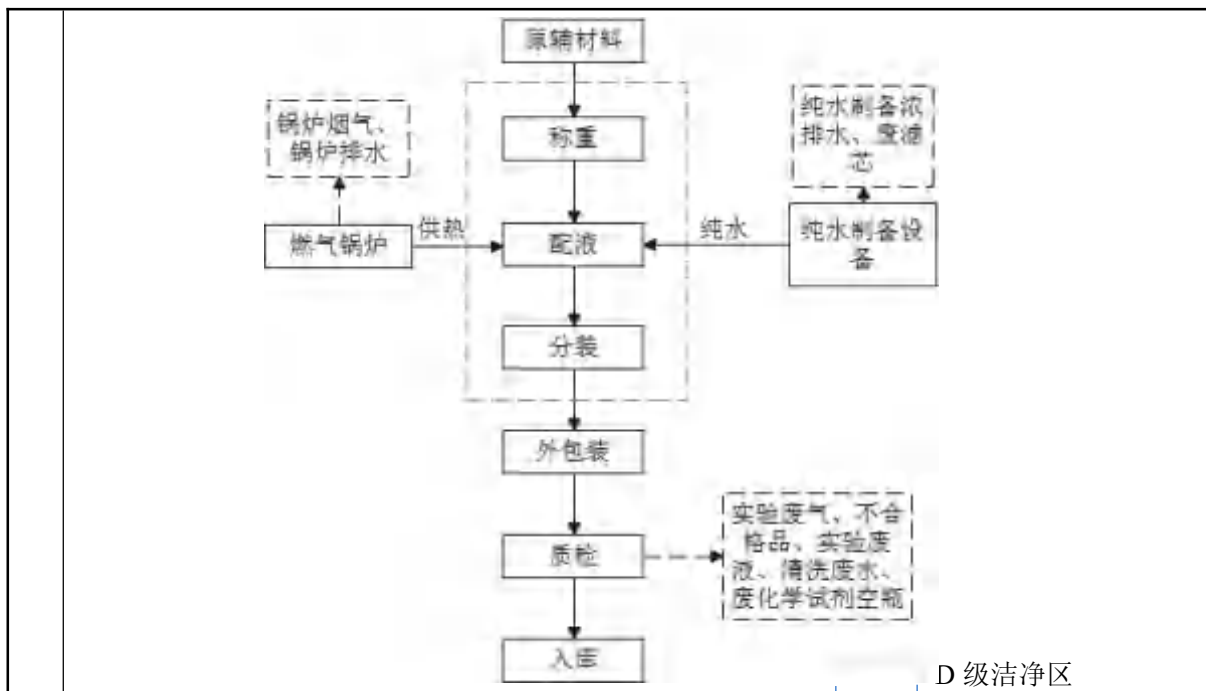 原辅材料
锅炉烟气、
锅炉排水
称重
纯水制备浓
排水、废滤
芯
燃气锅炉
供热
配液
纯水
纯水制备设
备
分装
外包装
质检
实验废气、不合
格品、实验废
液、清洗废水、
废化学试剂空瓶
入库
D 级洁净区